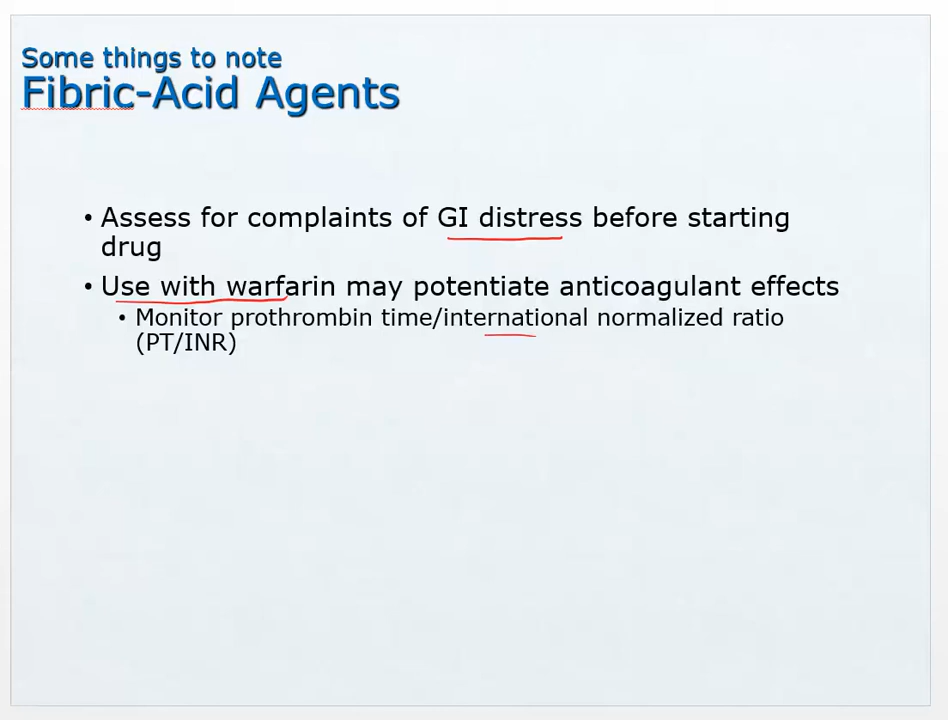 Some things to note
Fibric-Acid Agents
• Assess for complaints of GI distress before starting
drug
• Use with warfarin may potentiate anticoagulant effects
• Monitor prothrombin time/international normalized ratio
(PT/INR)